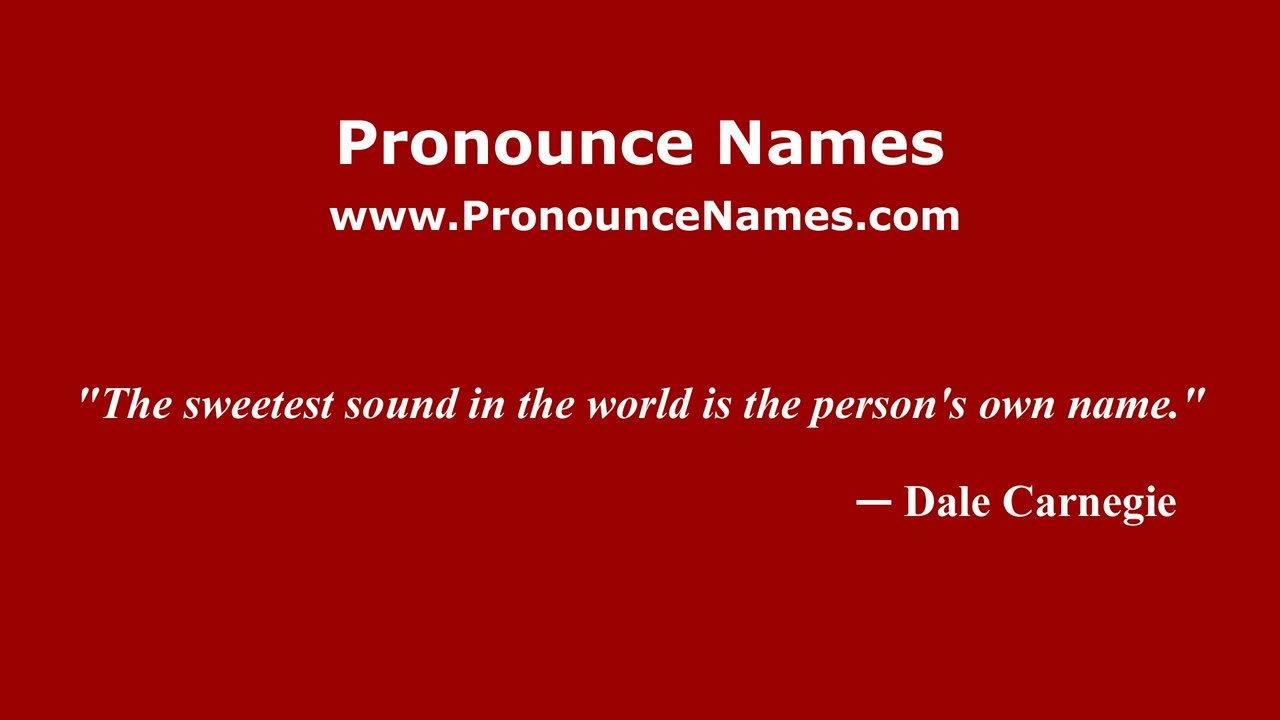 Pronounce Names
www.PronounceNames.com
"The sweetest sound in the world is the person's own name."
— Dale Carnegie